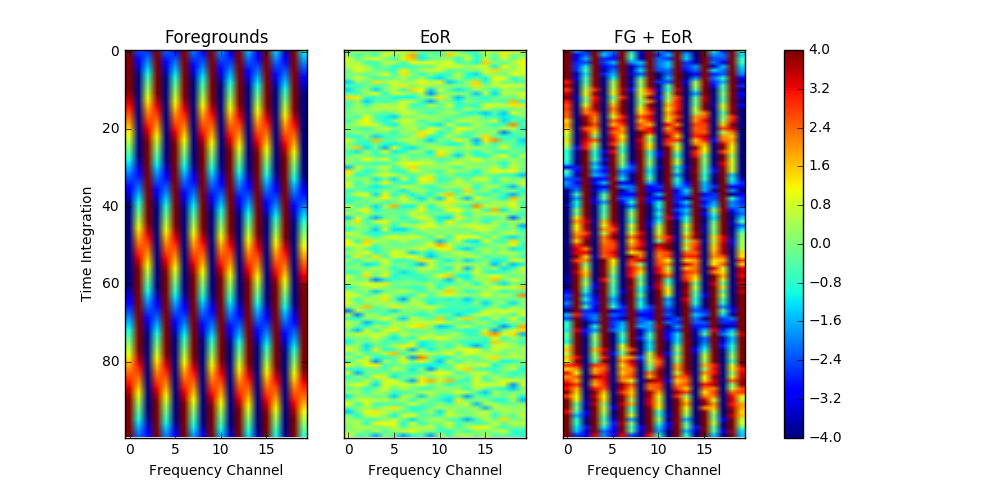 Foregrounds
EoR
FG + EoR
Time Integration
0
20
40
60
80
0 5 10 15
Frequency Channel
0 5 10 15
Frequency Channel
0 5 10 15
Frequency Channel
4.0
3.2
2.4
1.6
0.8
0.0
−0.8
−1.6
−2.4
−3.2
−4.0